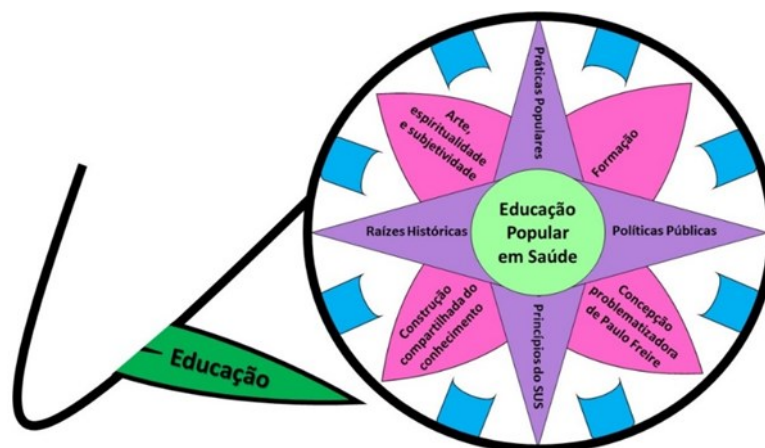 Práticas Populares
Arte,
espiritualidade
e subjetividade
Formação
Raízes Históricas
Educação
Popular
em Saúde
Políticas Públicas
Construção
compartilhada do
conhecimento
Princípios do SUS
Concepção
problematizadora
de Paulo Freire
Educação